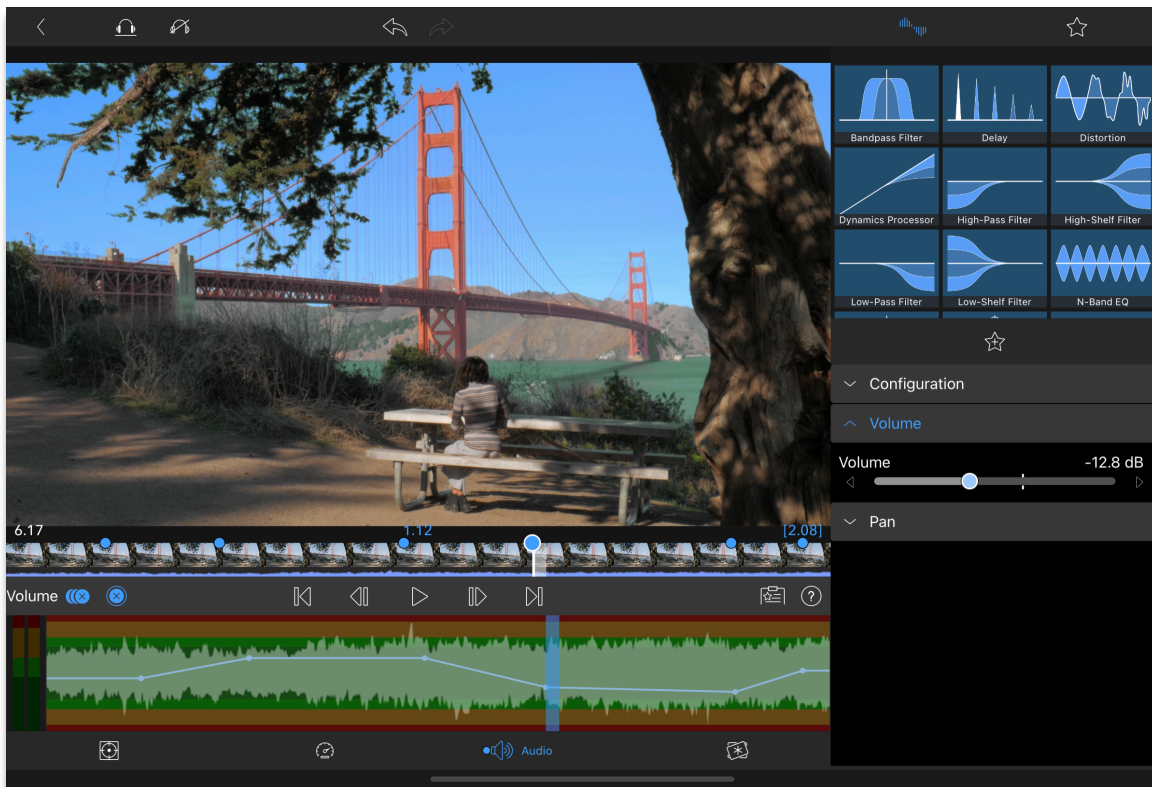 Bandpass Filter
Delay
Distortion
Dynamics Processor
High-Pass Filter
High-Shelf Filter
Low-Pass Filter
Low-Shelf Filter
N-Band EQ
Configuration
Volume
Volume
-12.8 dB
Pan
6.17
1.12
[2.08]
Volume
?
Audio